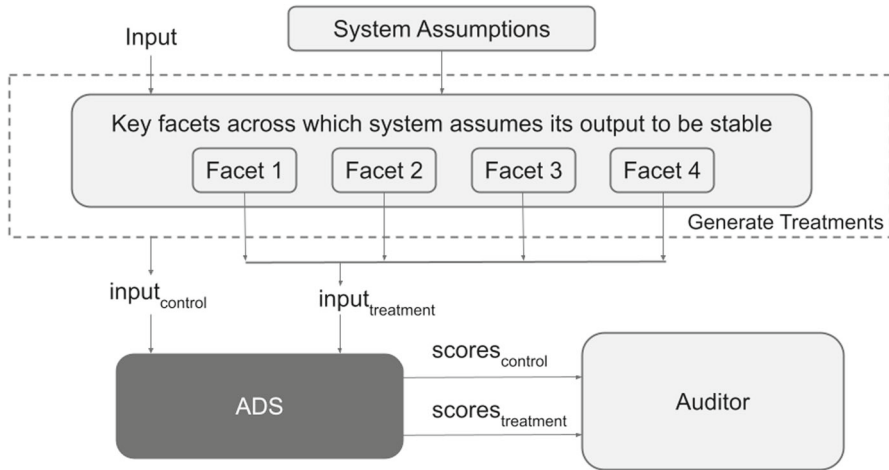 Input
System Assumptions
Key facets across which system assumes its output to be stable
Facet 1
Facet 2
Facet 3
Facet 4
Generate Treatments
input_control
input_treatment
scores_control
ADS
scores_treatment
Auditor